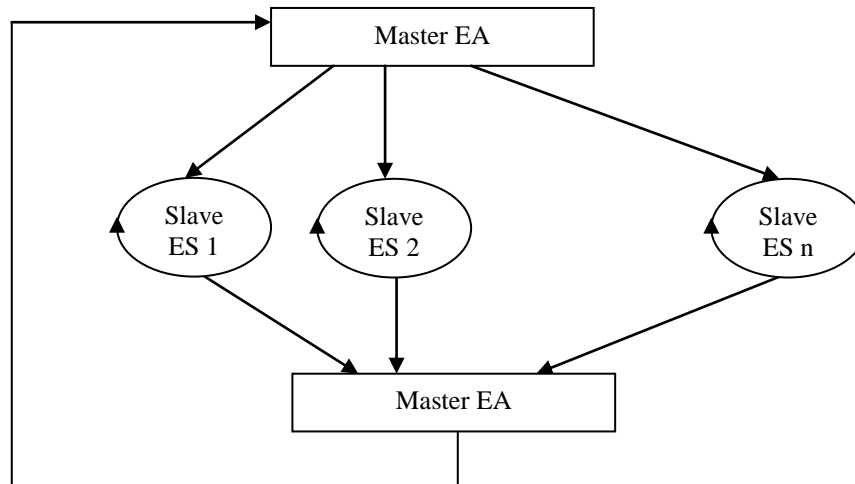 Master EA
Slave
ES 1
Slave
ES 2
Slave
ES n
Master EA